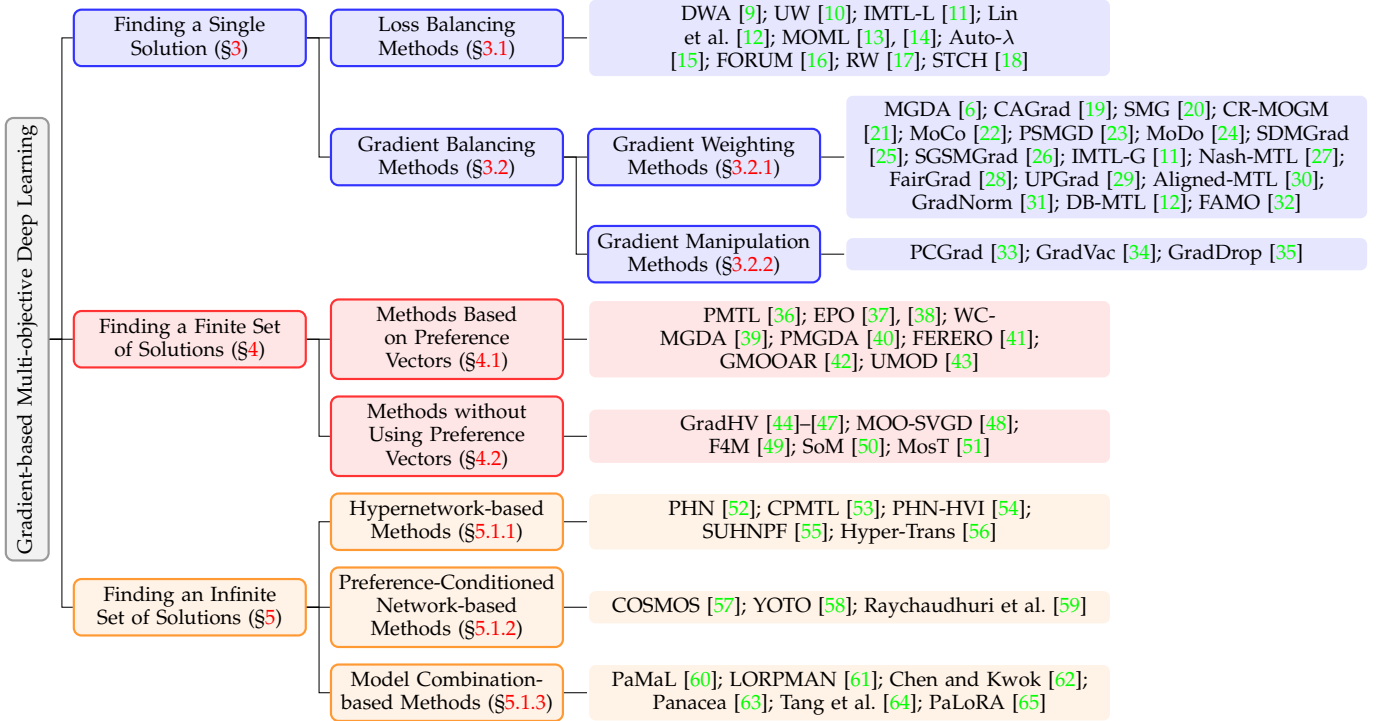 Gradient-based Multi-objective Deep Learning
Finding a Single
Solution (§3)
Loss Balancing
Methods (§3.1)
DWA [9]; UW [10]; IMTL-L [11]; Lin
et al. [12]; MOML [13], [14]; Auto-λ
[15]; FORUM [16]; RW [17]; STCH [18]
Gradient Balancing
Methods (§3.2)
Gradient Weighting
Methods (§3.2.1)
MGDA [6]; CAGrad [19]; SMG [20]; CR-MOGM
[21]; MoCo [22]; PSMGD [23]; MoDo [24]; SDMGrad
[25]; SGSMGrad [26]; IMTL-G [11]; Nash-MTL [27];
FairGrad [28]; UPGrad [29]; Aligned-MTL [30];
GradNorm [31]; DB-MTL [12]; FAMO [32]
Gradient Manipulation
Methods (§3.2.2)
PCGrad [33]; GradVac [34]; GradDrop [35]
Finding a Finite Set
of Solutions (§4)
Methods Based
on Preference
Vectors (§4.1)
PMTL [36]; EPO [37], [38]; WC-
MGDA [39]; PMGDA [40]; FERERO [41];
GMOOAR [42]; UMOD [43]
Methods without
Using Preference
Vectors (§4.2)
GradHV [44]–[47]; MOO-SVGD [48];
F4M [49]; SoM [50]; MosT [51]
Finding an Infinite
Set of Solutions (§5)
Hypernetwork-based
Methods (§5.1.1)
PHN [52]; CPMTL [53]; PHN-HVI [54];
SUHNPF [55]; Hyper-Trans [56]
Preference-Conditioned
Network-based
Methods (§5.1.2)
COSMOS [57]; YOTO [58]; Raychaudhuri et al. [59]
Model Combination-
based Methods (§5.1.3)
PaMaL [60]; LORPMAN [61]; Chen and Kwok [62];
Panacea [63]; Tang et al. [64]; PaLoRA [65]